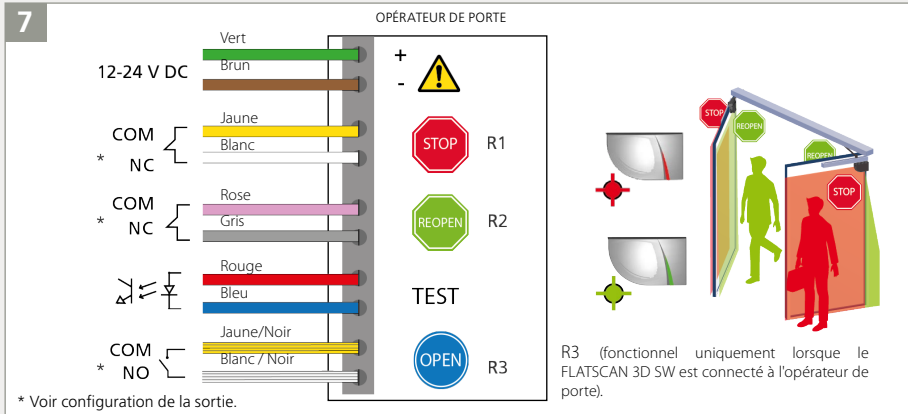 7
OPÉRATEUR DE PORTE
12-24 V DC
Vert
Brun
+
-
COM
* NC
Jaune
Blanc
STOP
R1
COM
* NC
Rose
Gris
REOPEN
R2
Rouge
Bleu
TEST
COM
* NO
Jaune/Noir
Blanc / Noir
OPEN
R3
* Voir configuration de la sortie.
STOP
REOPEN
REOPEN
STOP
R3 (fonctionnel uniquement lorsque le
FLATSCAN 3D SW est connecté à l'opérateur de
porte).